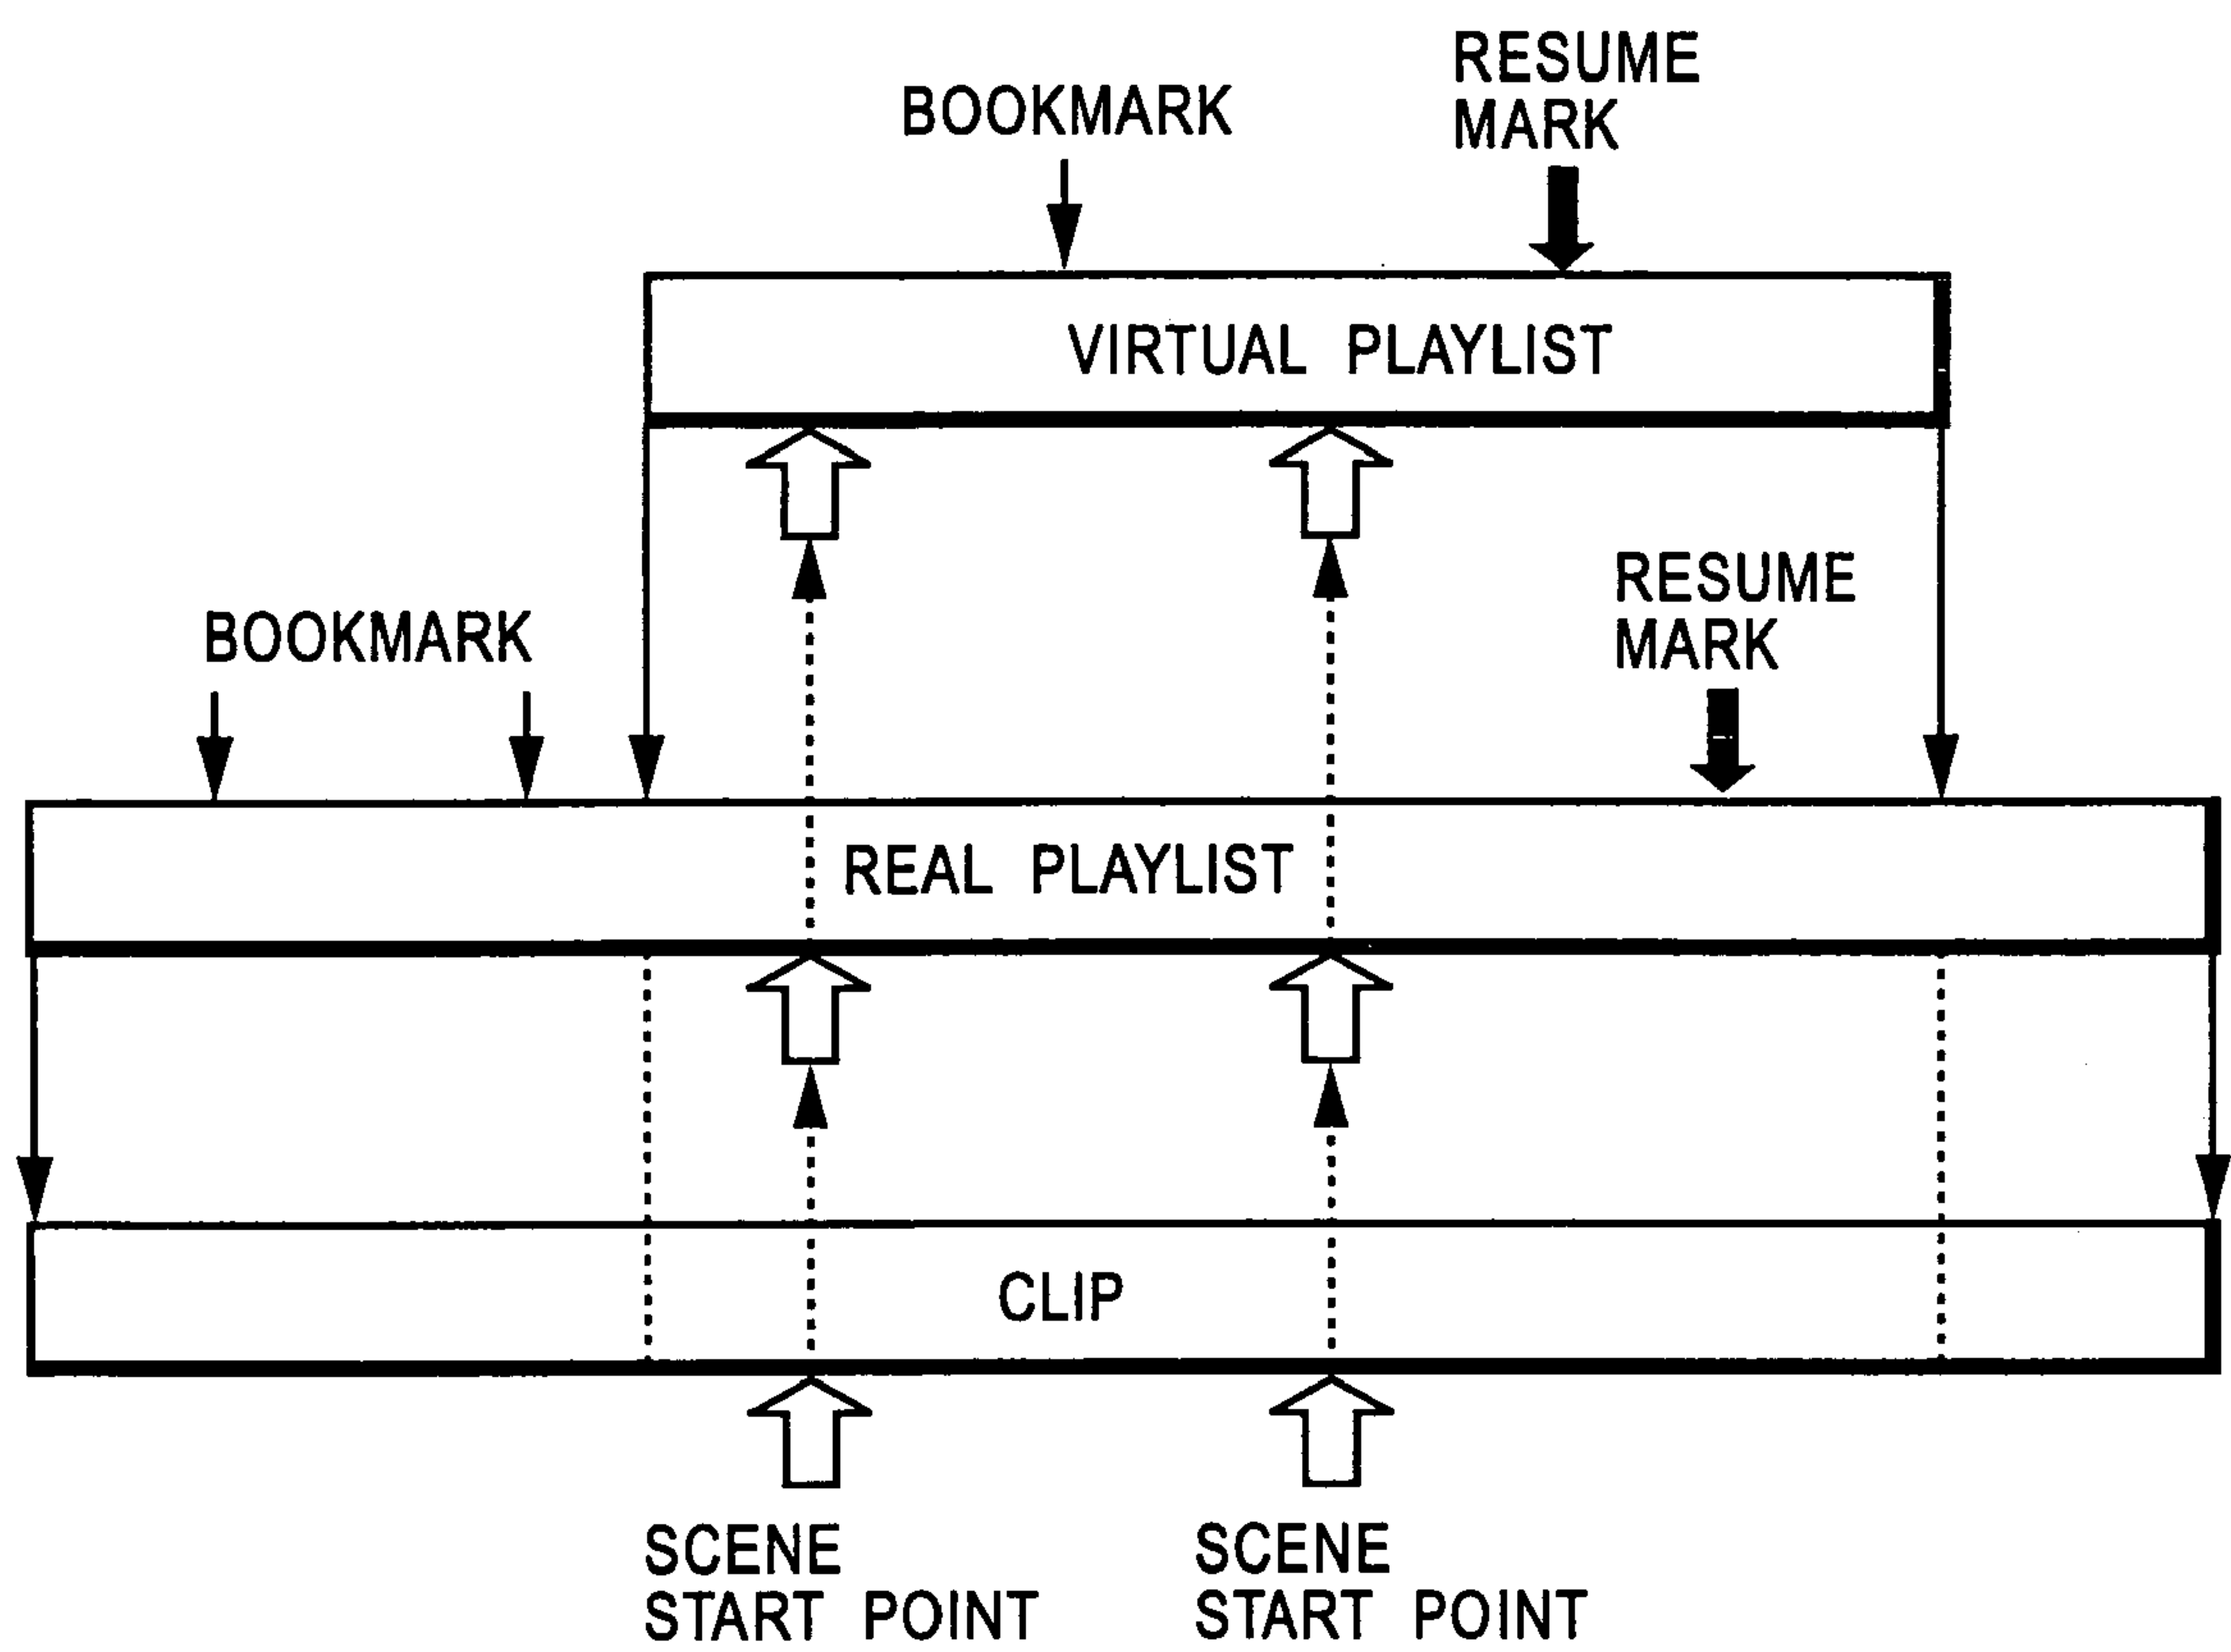 RESUME
MARK
BOOKMARK
VIRTUAL PLAYLIST
RESUME
MARK
BOOKMARK
REAL PLAYLIST
CLIP
SCENE
START POINT
SCENE
START POINT